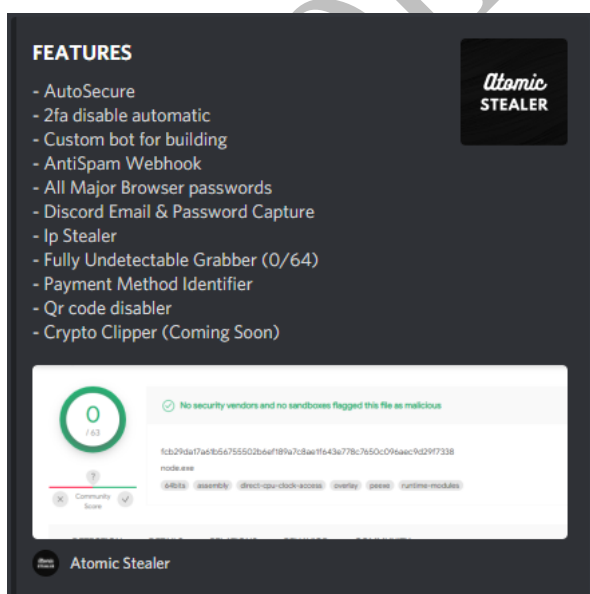 FEATURES
- AutoSecure
- 2fa disable automatic
- Custom bot for building
- AntiSpam Webhook
- All Major Browser passwords
- Discord Email & Password Capture
- Ip Stealer
- Fully Undetectable Grabber (0/64)
- Payment Method Identifier
- Qr code disabler
- Crypto Clipper (Coming Soon)
Atomic
STEALER
0
/ 63
?
Community
Score
No security vendors and no sandboxes flagged this file as malicious
node.exe
64bits assembly direct-cpu-clock-access overlay peexe runtime-modules
Atomic Stealer